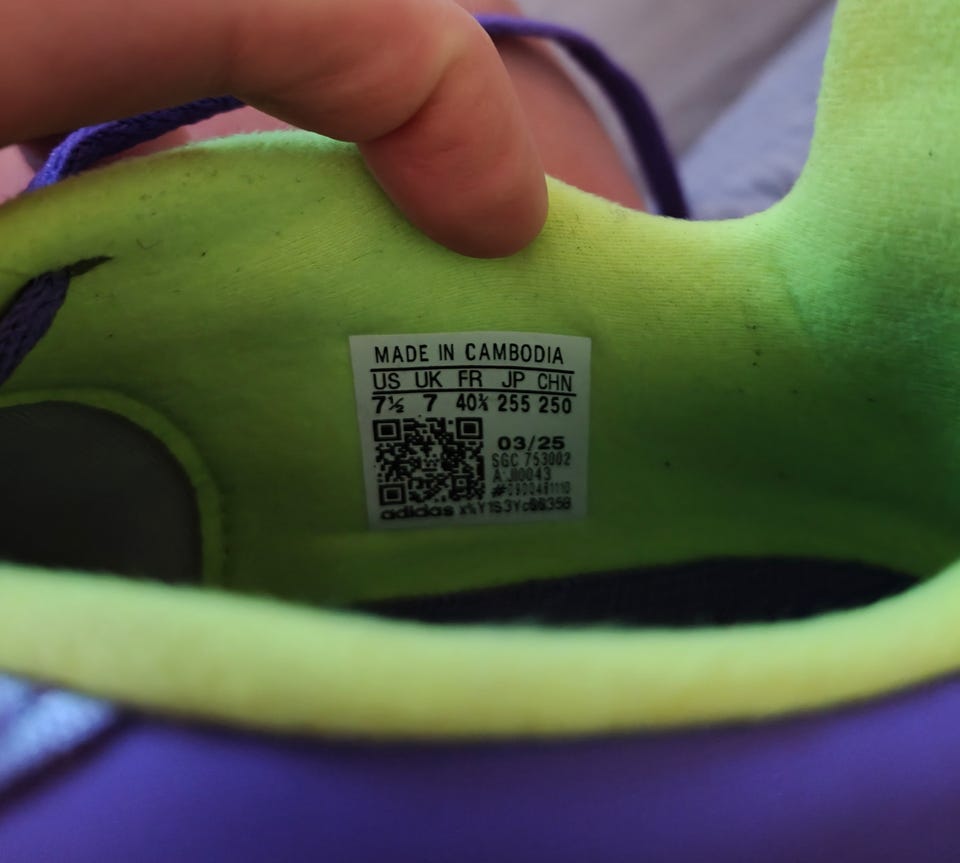 MADE IN CAMBODIA
US UK FR JP CHN
7½ 7 40⅔ 255 250
03/25
SGC 753002
adidas